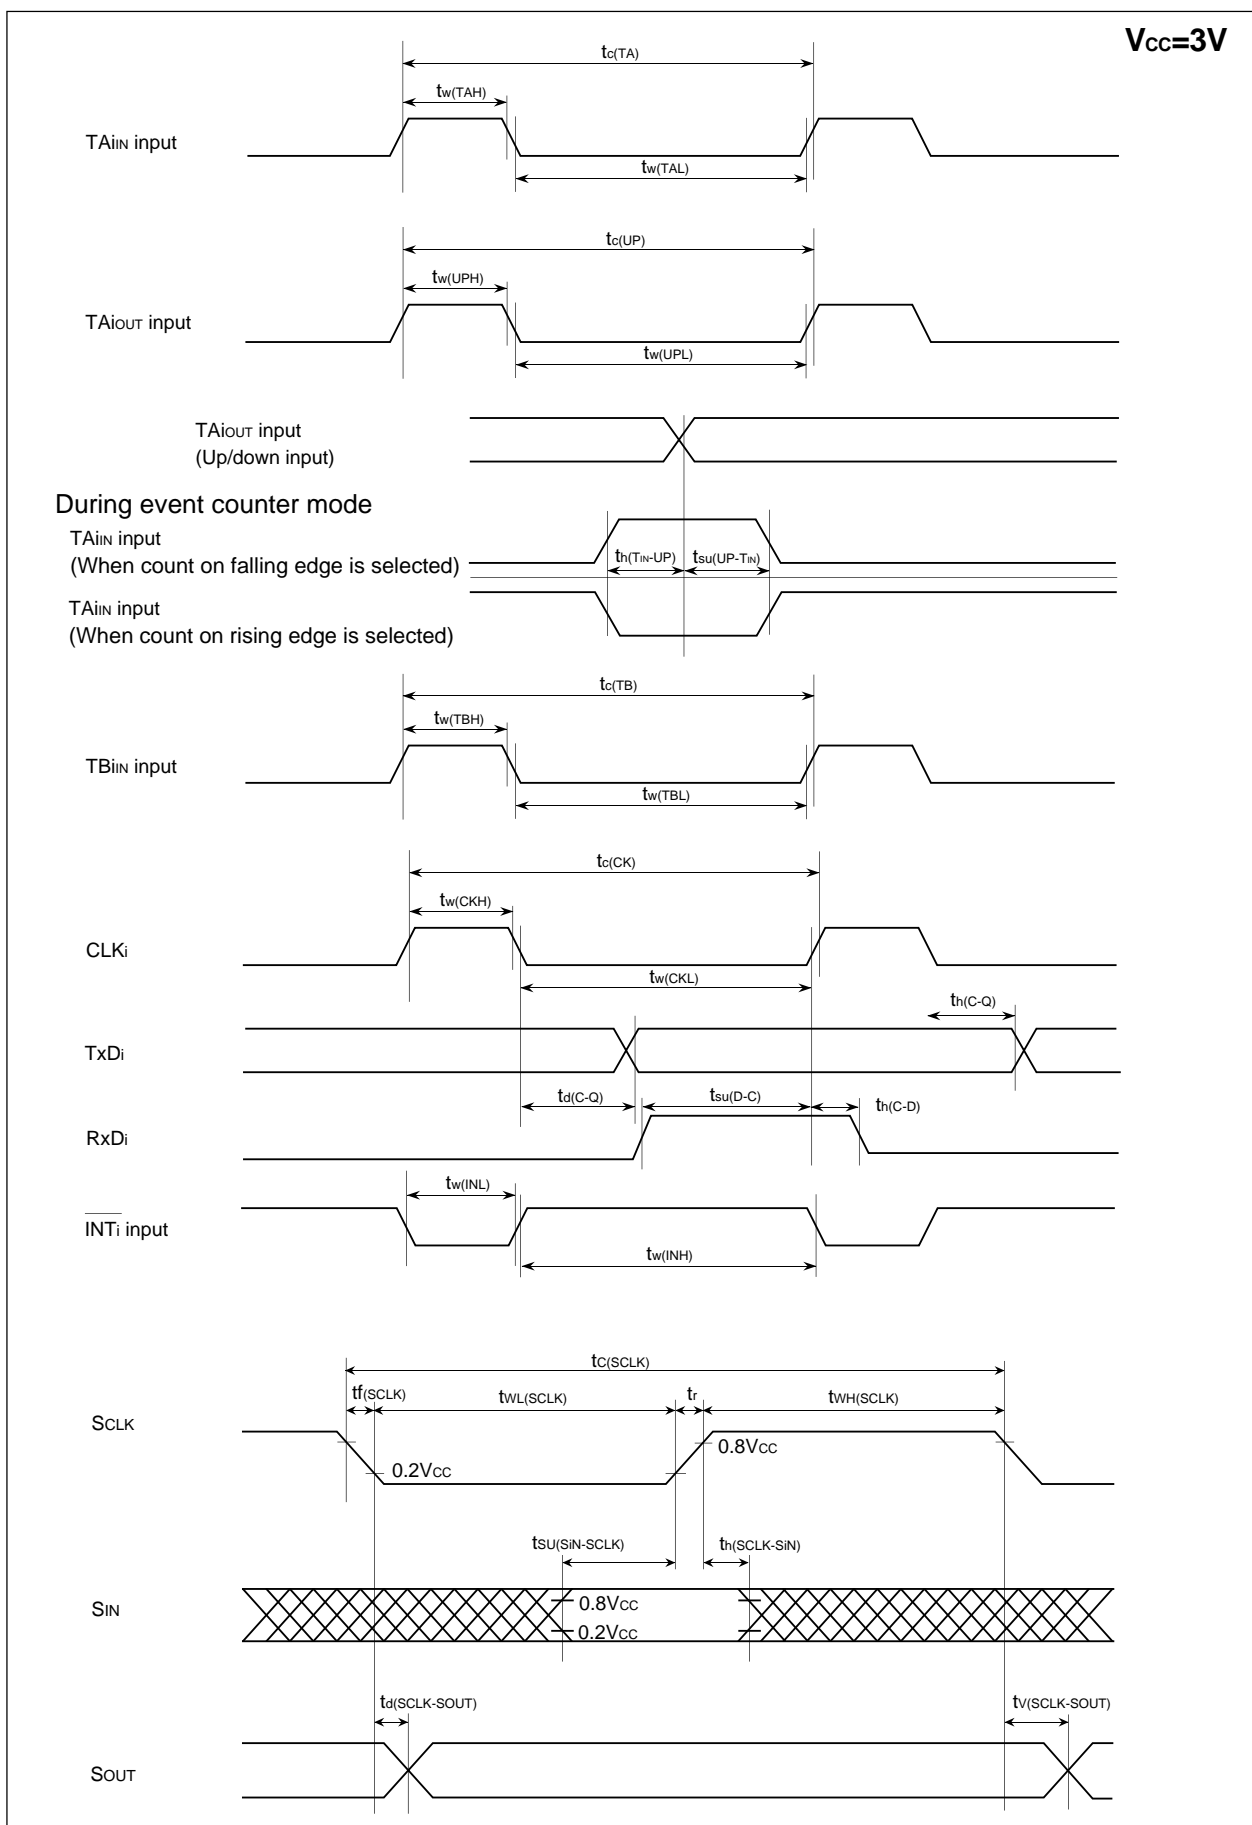 Vcc=3V
tc(TA)
tw(TAH)
TAiIN input
tw(TAL)
tc(UP)
tw(UPH)
TAiOUT input
tw(UPL)
TAiOUT input
(Up/down input)
During event counter mode
TAiIN input
(When count on falling edge is selected)
th(TIN-UP)
tsu(UP-TIN)
TAiIN input
(When count on rising edge is selected)
tc(TB)
tw(TBH)
TBiIN input
tw(TBL)
tc(CK)
tw(CKH)
CLKi
tw(CKL)
th(C-Q)
TxDi
td(C-Q)
tsu(D-C)
th(C-D)
RxDi
tw(INL)
INTi input
tw(INH)
tC(SCLK)
tf(SCLK)
tWL(SCLK)
tr
tWH(SCLK)
SCLK
0.8VCC
0.2VCC
tSU(SiN-SCLK)
th(SCLK-SiN)
SIN
0.8VCC
0.2VCC
td(SCLK-SOUT)
tV(SCLK-SOUT)
SOUT